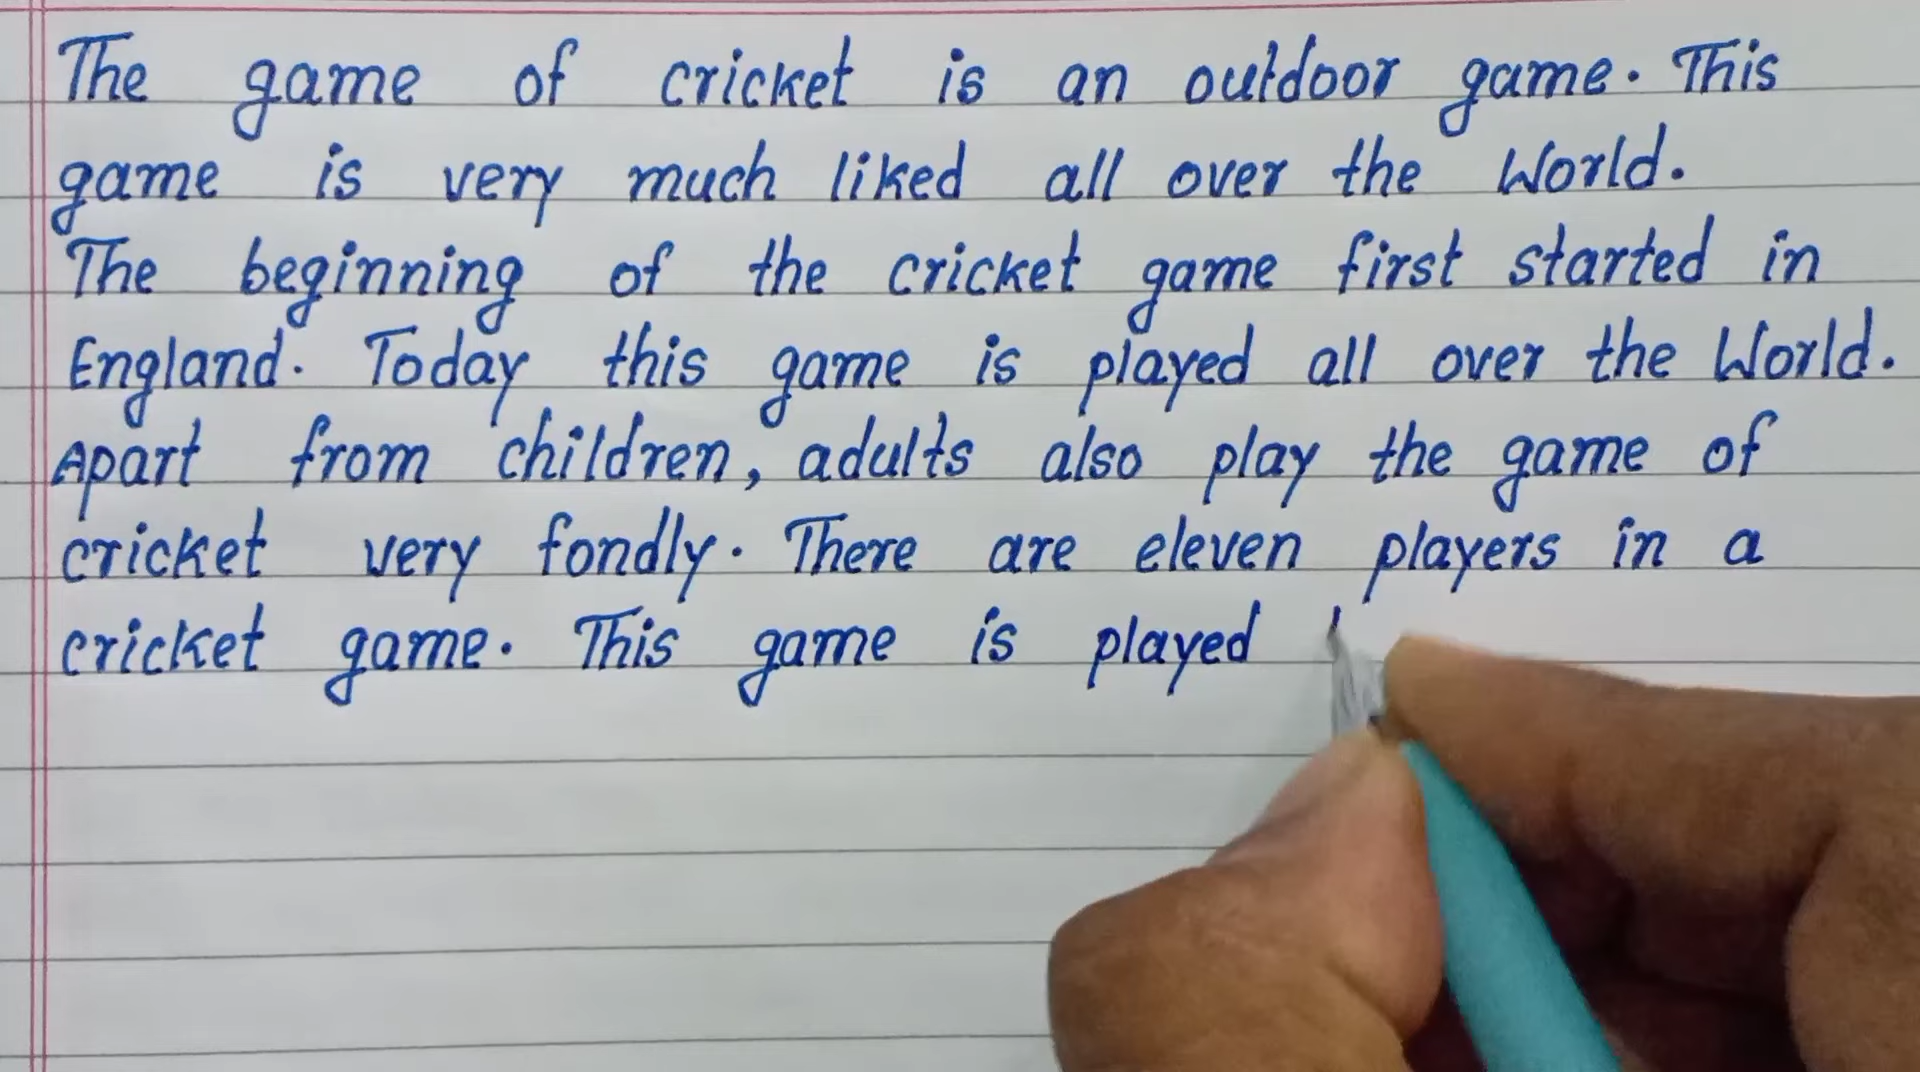 The game of cricket is an outdoor game. This
game is very much liked all over the World.
The beginning of the cricket game first started in
England. Today this game is played all over the World.
Apart from children, adults also play the game of
cricket very fondly. There are eleven players in a
cricket game. This game is played